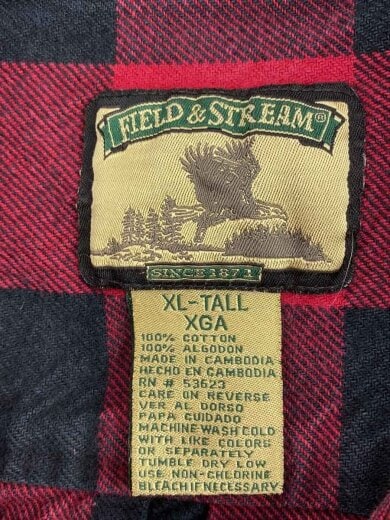 FIELD & STREAM®
SINCE 1871
XL-TALL
XGA
100% COTTON
100% ALGODON
MADE IN CAMBODIA
HECHO EN CAMBODIA
RN # 53623
CARE ON REVERSE
VER AL DORSO
PAPA CUIDADO
MACHINE WASH COLD
WITH LIKE COLORS
OR SEPARATELY
TUMBLE DRY LOW
USE NON-CHLORINE
BLEACH IF NECESSARY